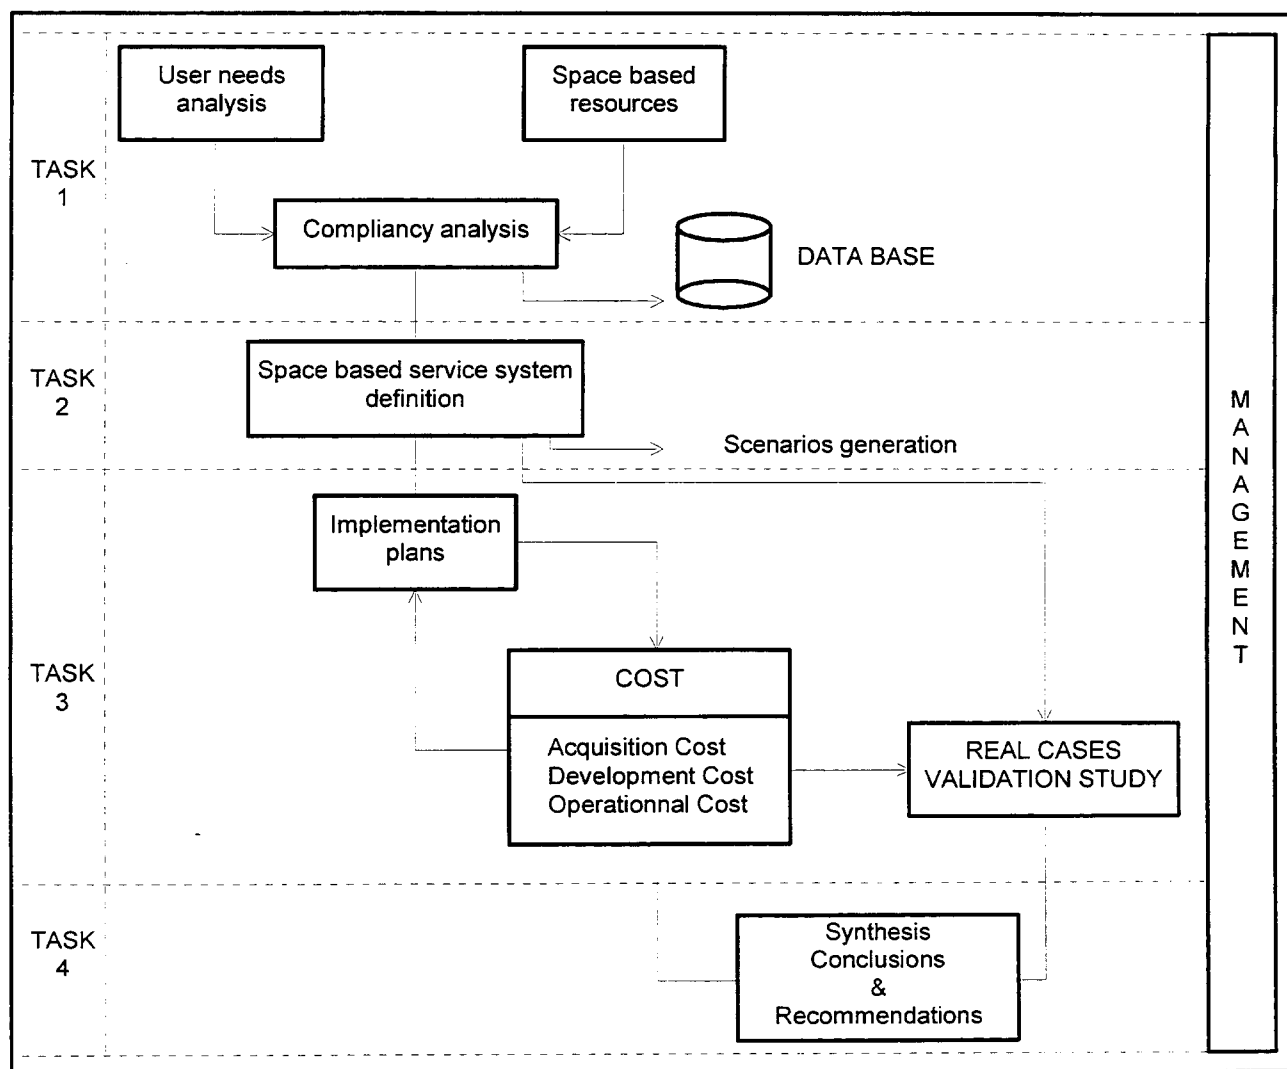 User needs
analysis
Space based
resources
TASK
1
Compliancy analysis
DATA BASE
TASK
2
Space based service system
definition
Scenarios generation
Implementation
plans
TASK
3
COST
Acquisition Cost
Development Cost
Operationnal Cost
REAL CASES
VALIDATION STUDY
TASK
4
Synthesis
Conclusions
&
Recommendations
M
A
N
A
G
E
M
E
N
T